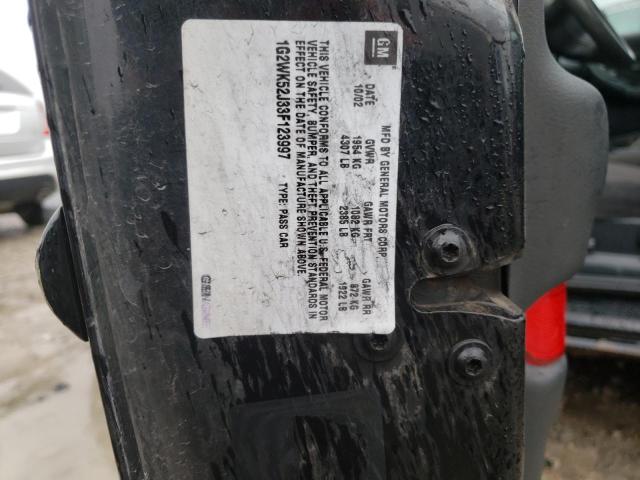 GM
MFD BY GENERAL MOTORS CORP
DATE GVWR GAWR FRT GAWR RR
10/02 1954 KG 1082 KG 872 KG
4307 LB 2385 LB 1922 LB
THIS VEHICLE CONFORMS TO ALL APPLICABLE U.S. FEDERAL MOTOR
VEHICLE SAFETY, BUMPER, AND THEFT PREVENTION STANDARDS IN
EFFECT ON THE DATE OF MANUFACTURE SHOWN ABOVE.
1G2WK52J33F123997 TYPE: PASS CAR